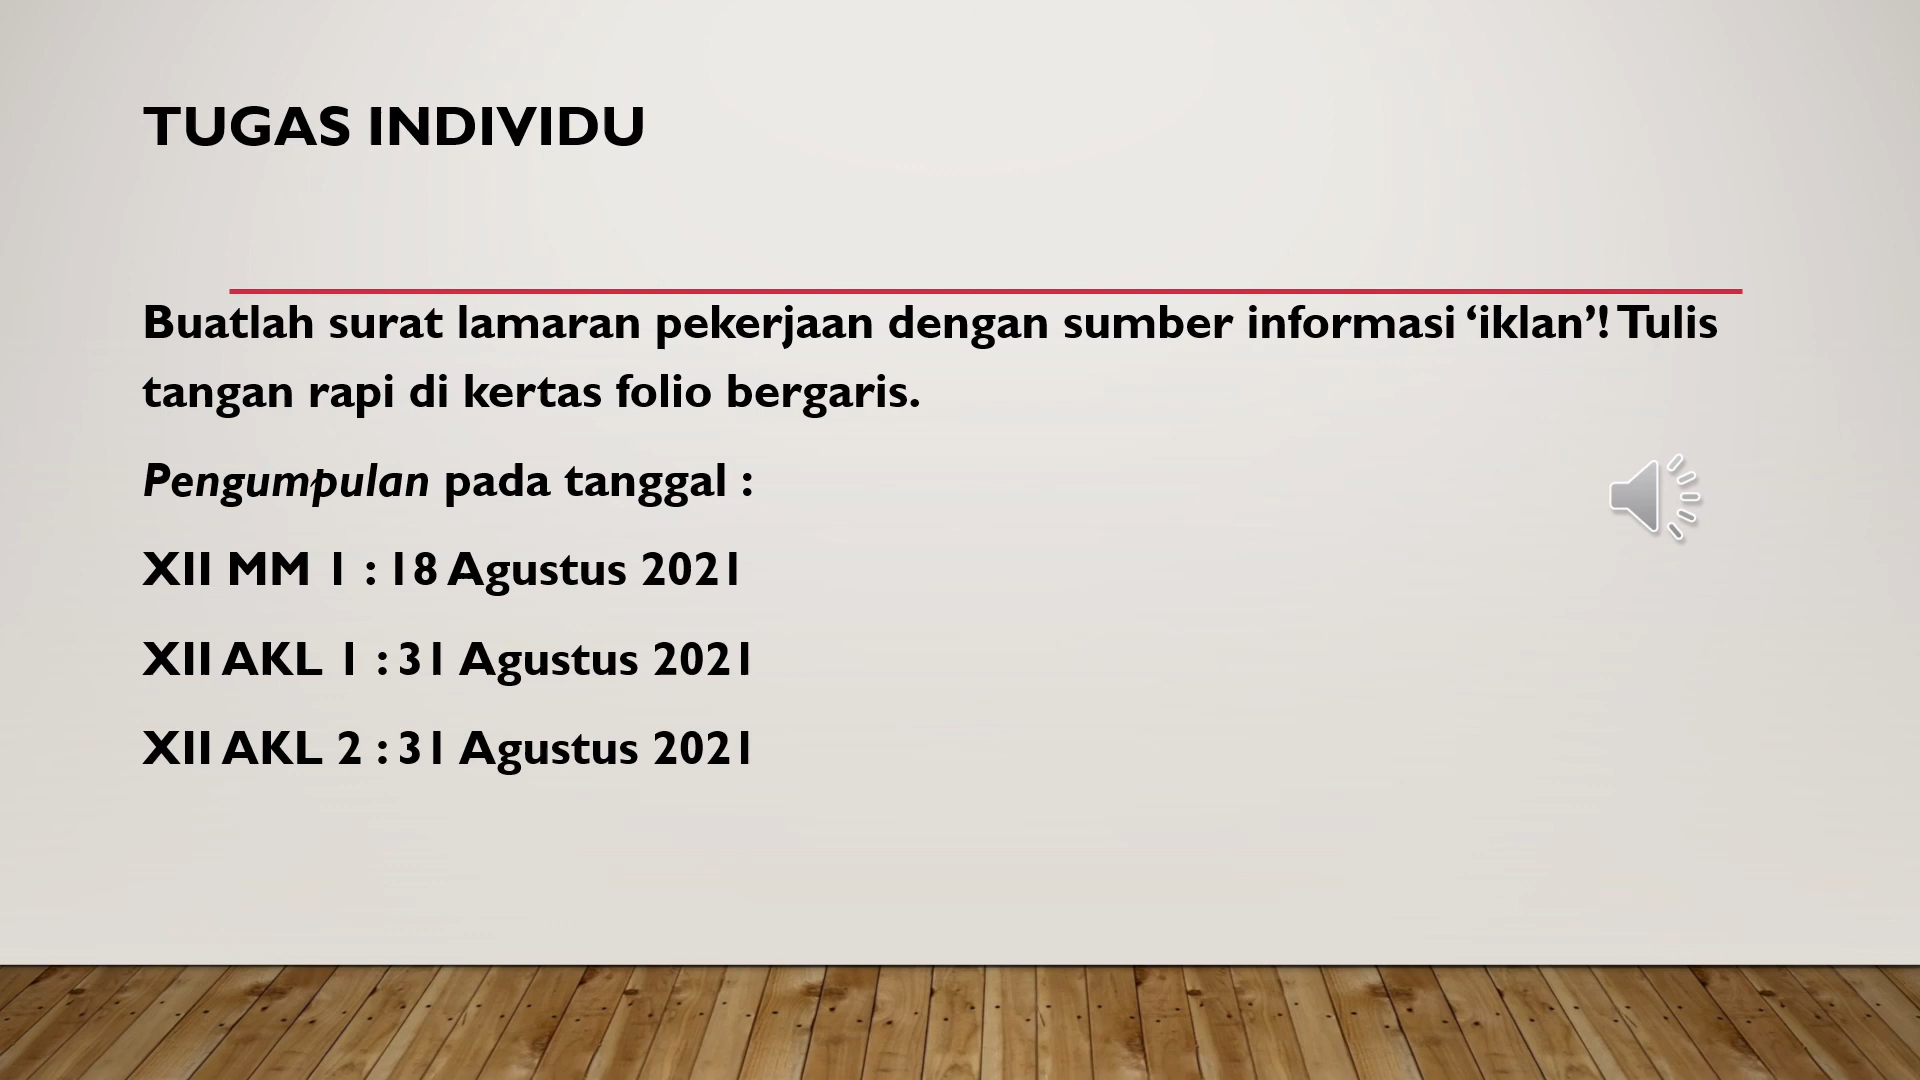 TUGAS INDIVIDU
Buatlah surat lamaran pekerjaan dengan sumber informasi ‘iklan’! Tulis
tangan rapi di kertas folio bergaris.
Pengumpulan pada tanggal :
XII MM 1 : 18 Agustus 2021
XII AKL 1 : 31 Agustus 2021
XII AKL 2 : 31 Agustus 2021